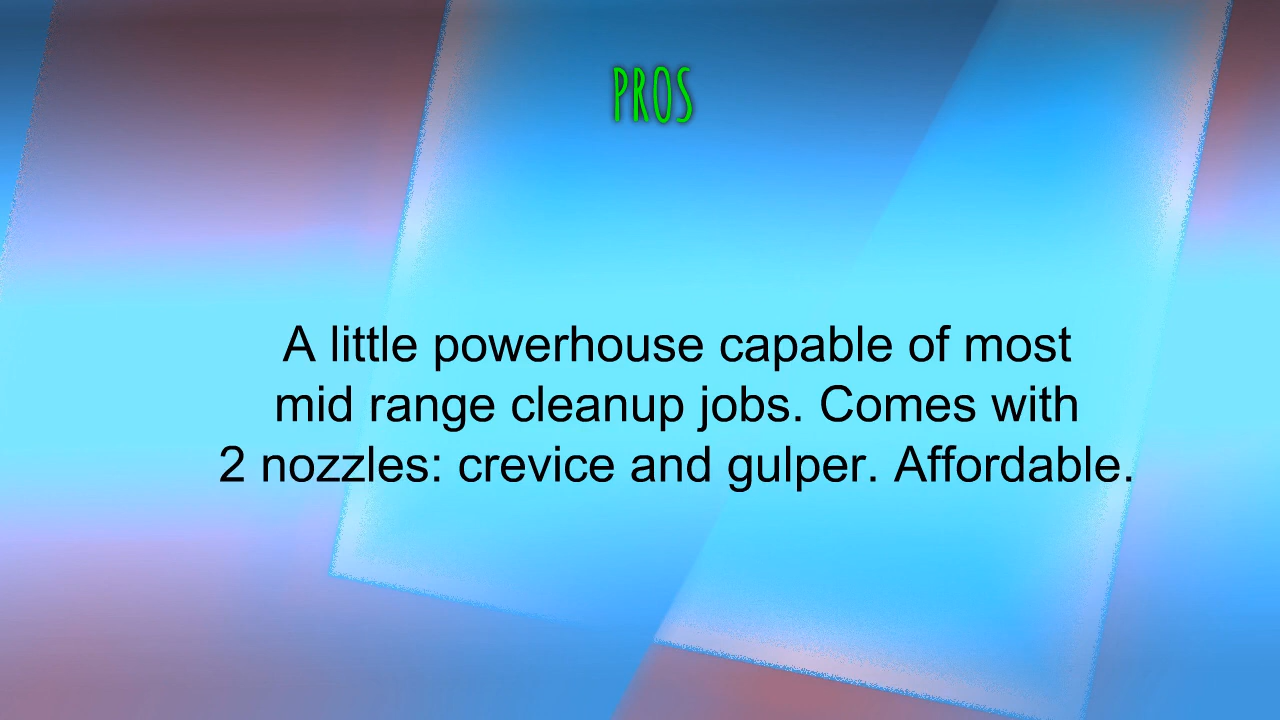 PROS
A little powerhouse capable of most
mid range cleanup jobs. Comes with
2 nozzles: crevice and gulper. Affordable.